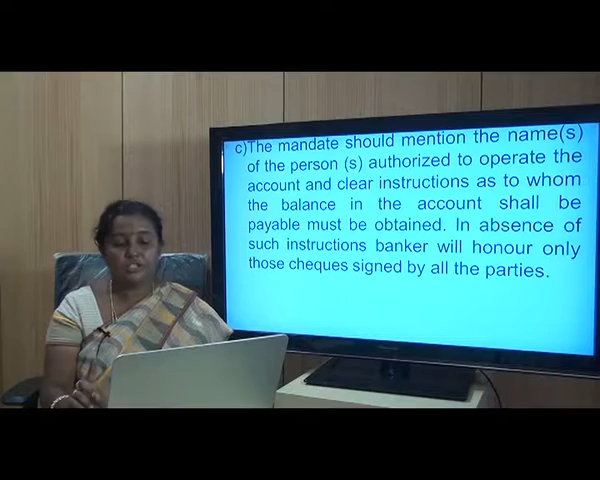 c)The mandate should mention the name(s)
of the person (s) authorized to operate the
account and clear instructions as to whom
the balance in the account shall be
payable must be obtained. In absence of
such instructions banker will honour only
those cheques signed by all the parties.